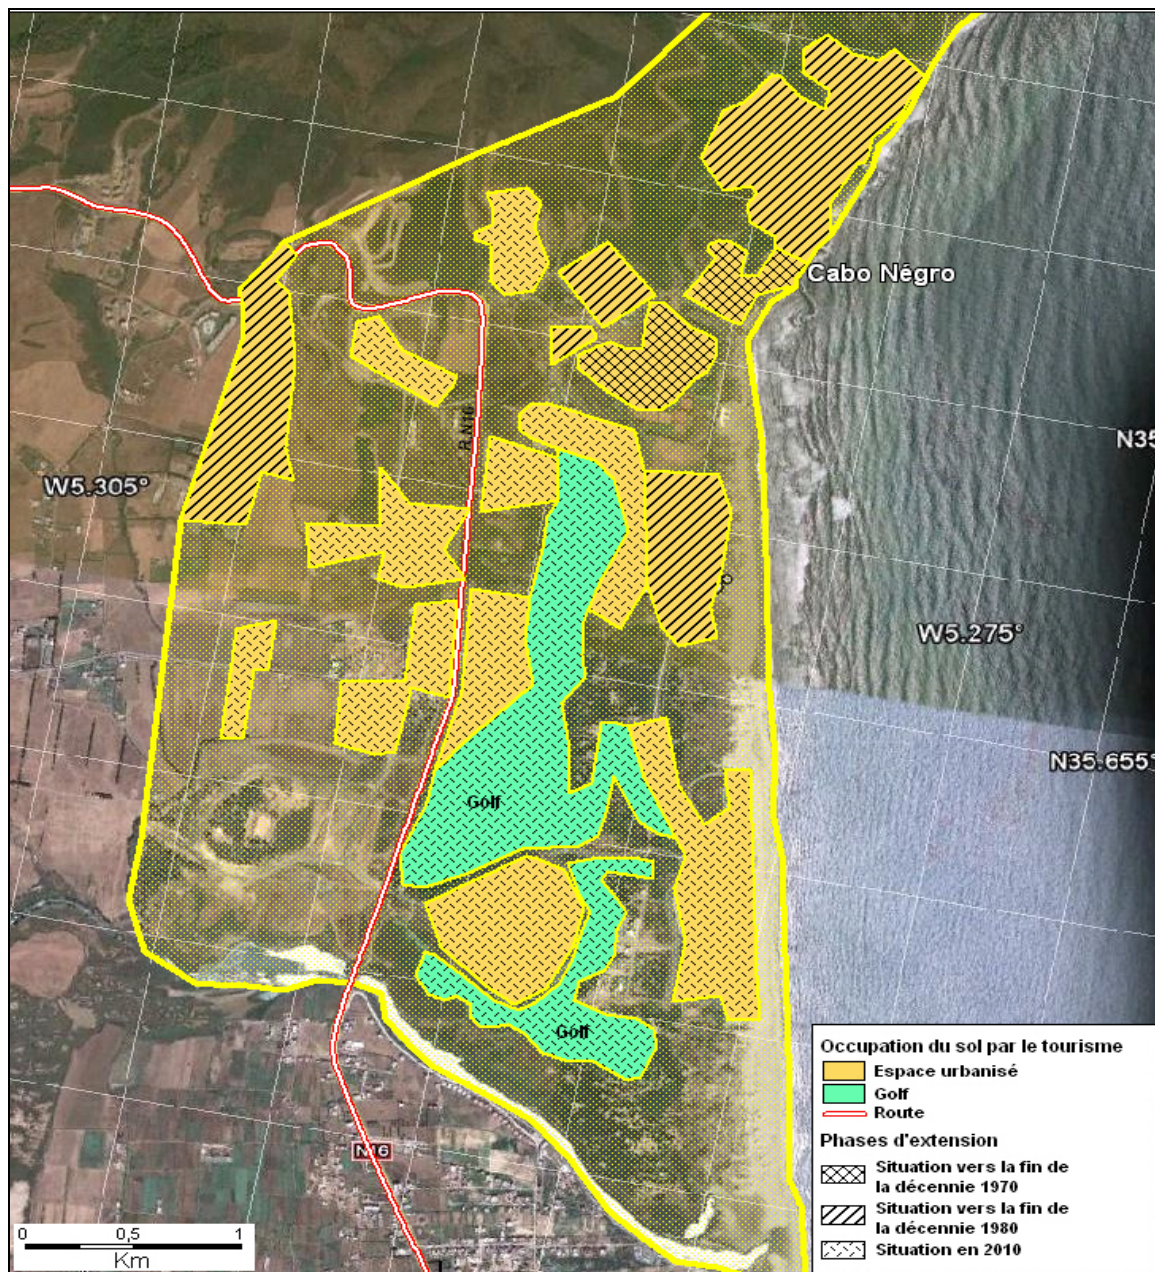 Cabo Négro
R.N16
N35
W5.305°
W5.275°
N35.655°
Golf
Golf
N16
Occupation du sol par le tourisme
Espace urbanisé
Golf
Route
Phases d'extension
Situation vers la fin de
la décennie 1970
Situation vers la fin de
la décennie 1980
Situation en 2010
0 0,5 1
Km